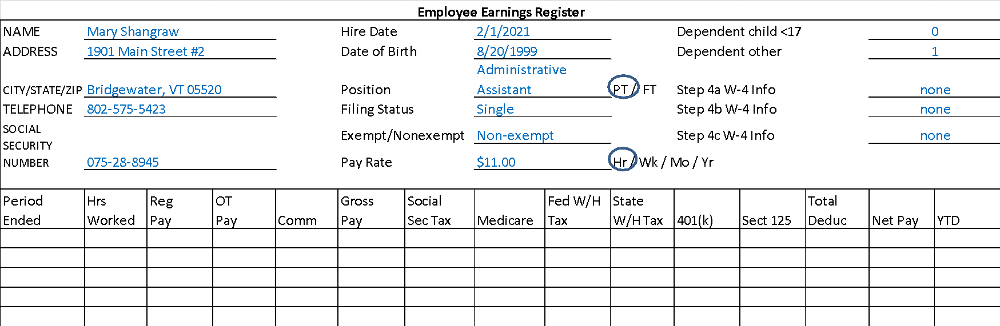 Employee Earnings Register
NAME Mary Shangraw Hire Date 2/1/2021 Dependent child <17 0
ADDRESS 1901 Main Street #2 Date of Birth 8/20/1999 Dependent other 1
CITY/STATE/ZIP Bridgewater, VT 05520 Position Administrative Assistant PT / FT Step 4a W-4 Info none
TELEPHONE 802-575-5423 Filing Status Single Step 4b W-4 Info none
SOCIAL SECURITY NUMBER 075-28-8945 Exempt/Nonexempt Non-exempt Step 4c W-4 Info none
Pay Rate $11.00 Hr / Wk / Mo / Yr
Period Ended Hrs Worked Reg Pay OT Pay Comm Gross Pay Social Sec Tax Medicare Fed W/H Tax State W/H Tax 401(k) Sect 125 Total Deduc Net Pay YTD